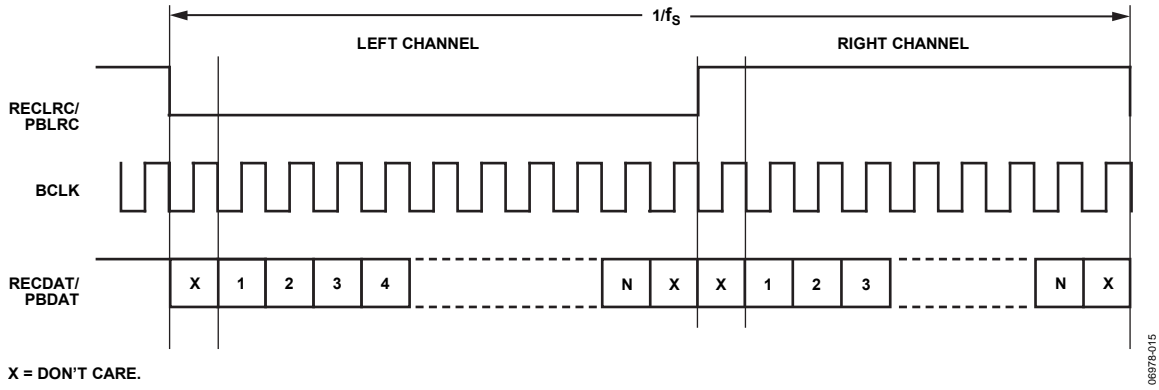 1/fS
LEFT CHANNEL RIGHT CHANNEL
RECLRC/
PBLRC
BCLK
RECDAT/
PBDAT
X 1 2 3 4 N X X 1 2 3 N X
X = DON'T CARE.
06978-015